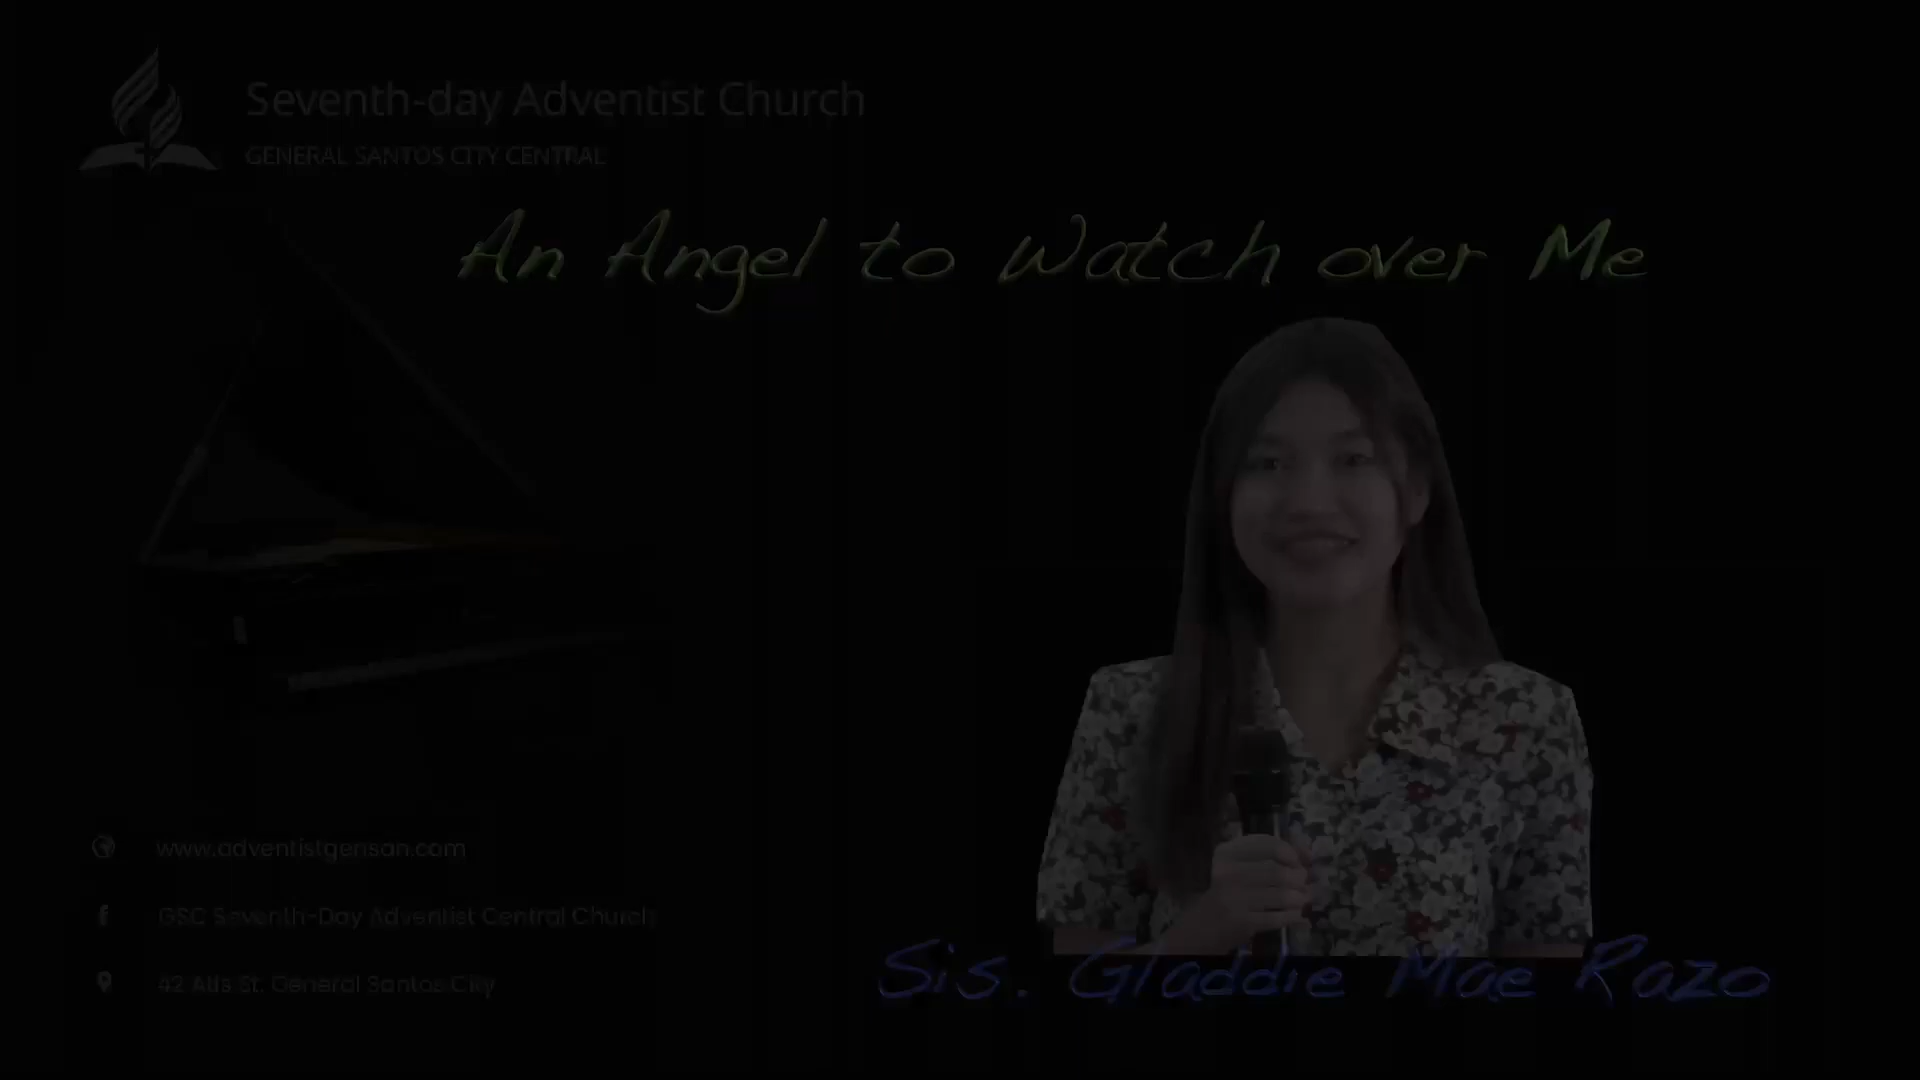 Seventh-day Adventist Church
GENERAL SANTOS CITY CENTRAL
An Angel to Watch over Me
www.adventistgensan.com
GSC Seventh-Day Adventist Central Church
42 Atis St. General Santos City
Sis. Gladdie Mae Razo